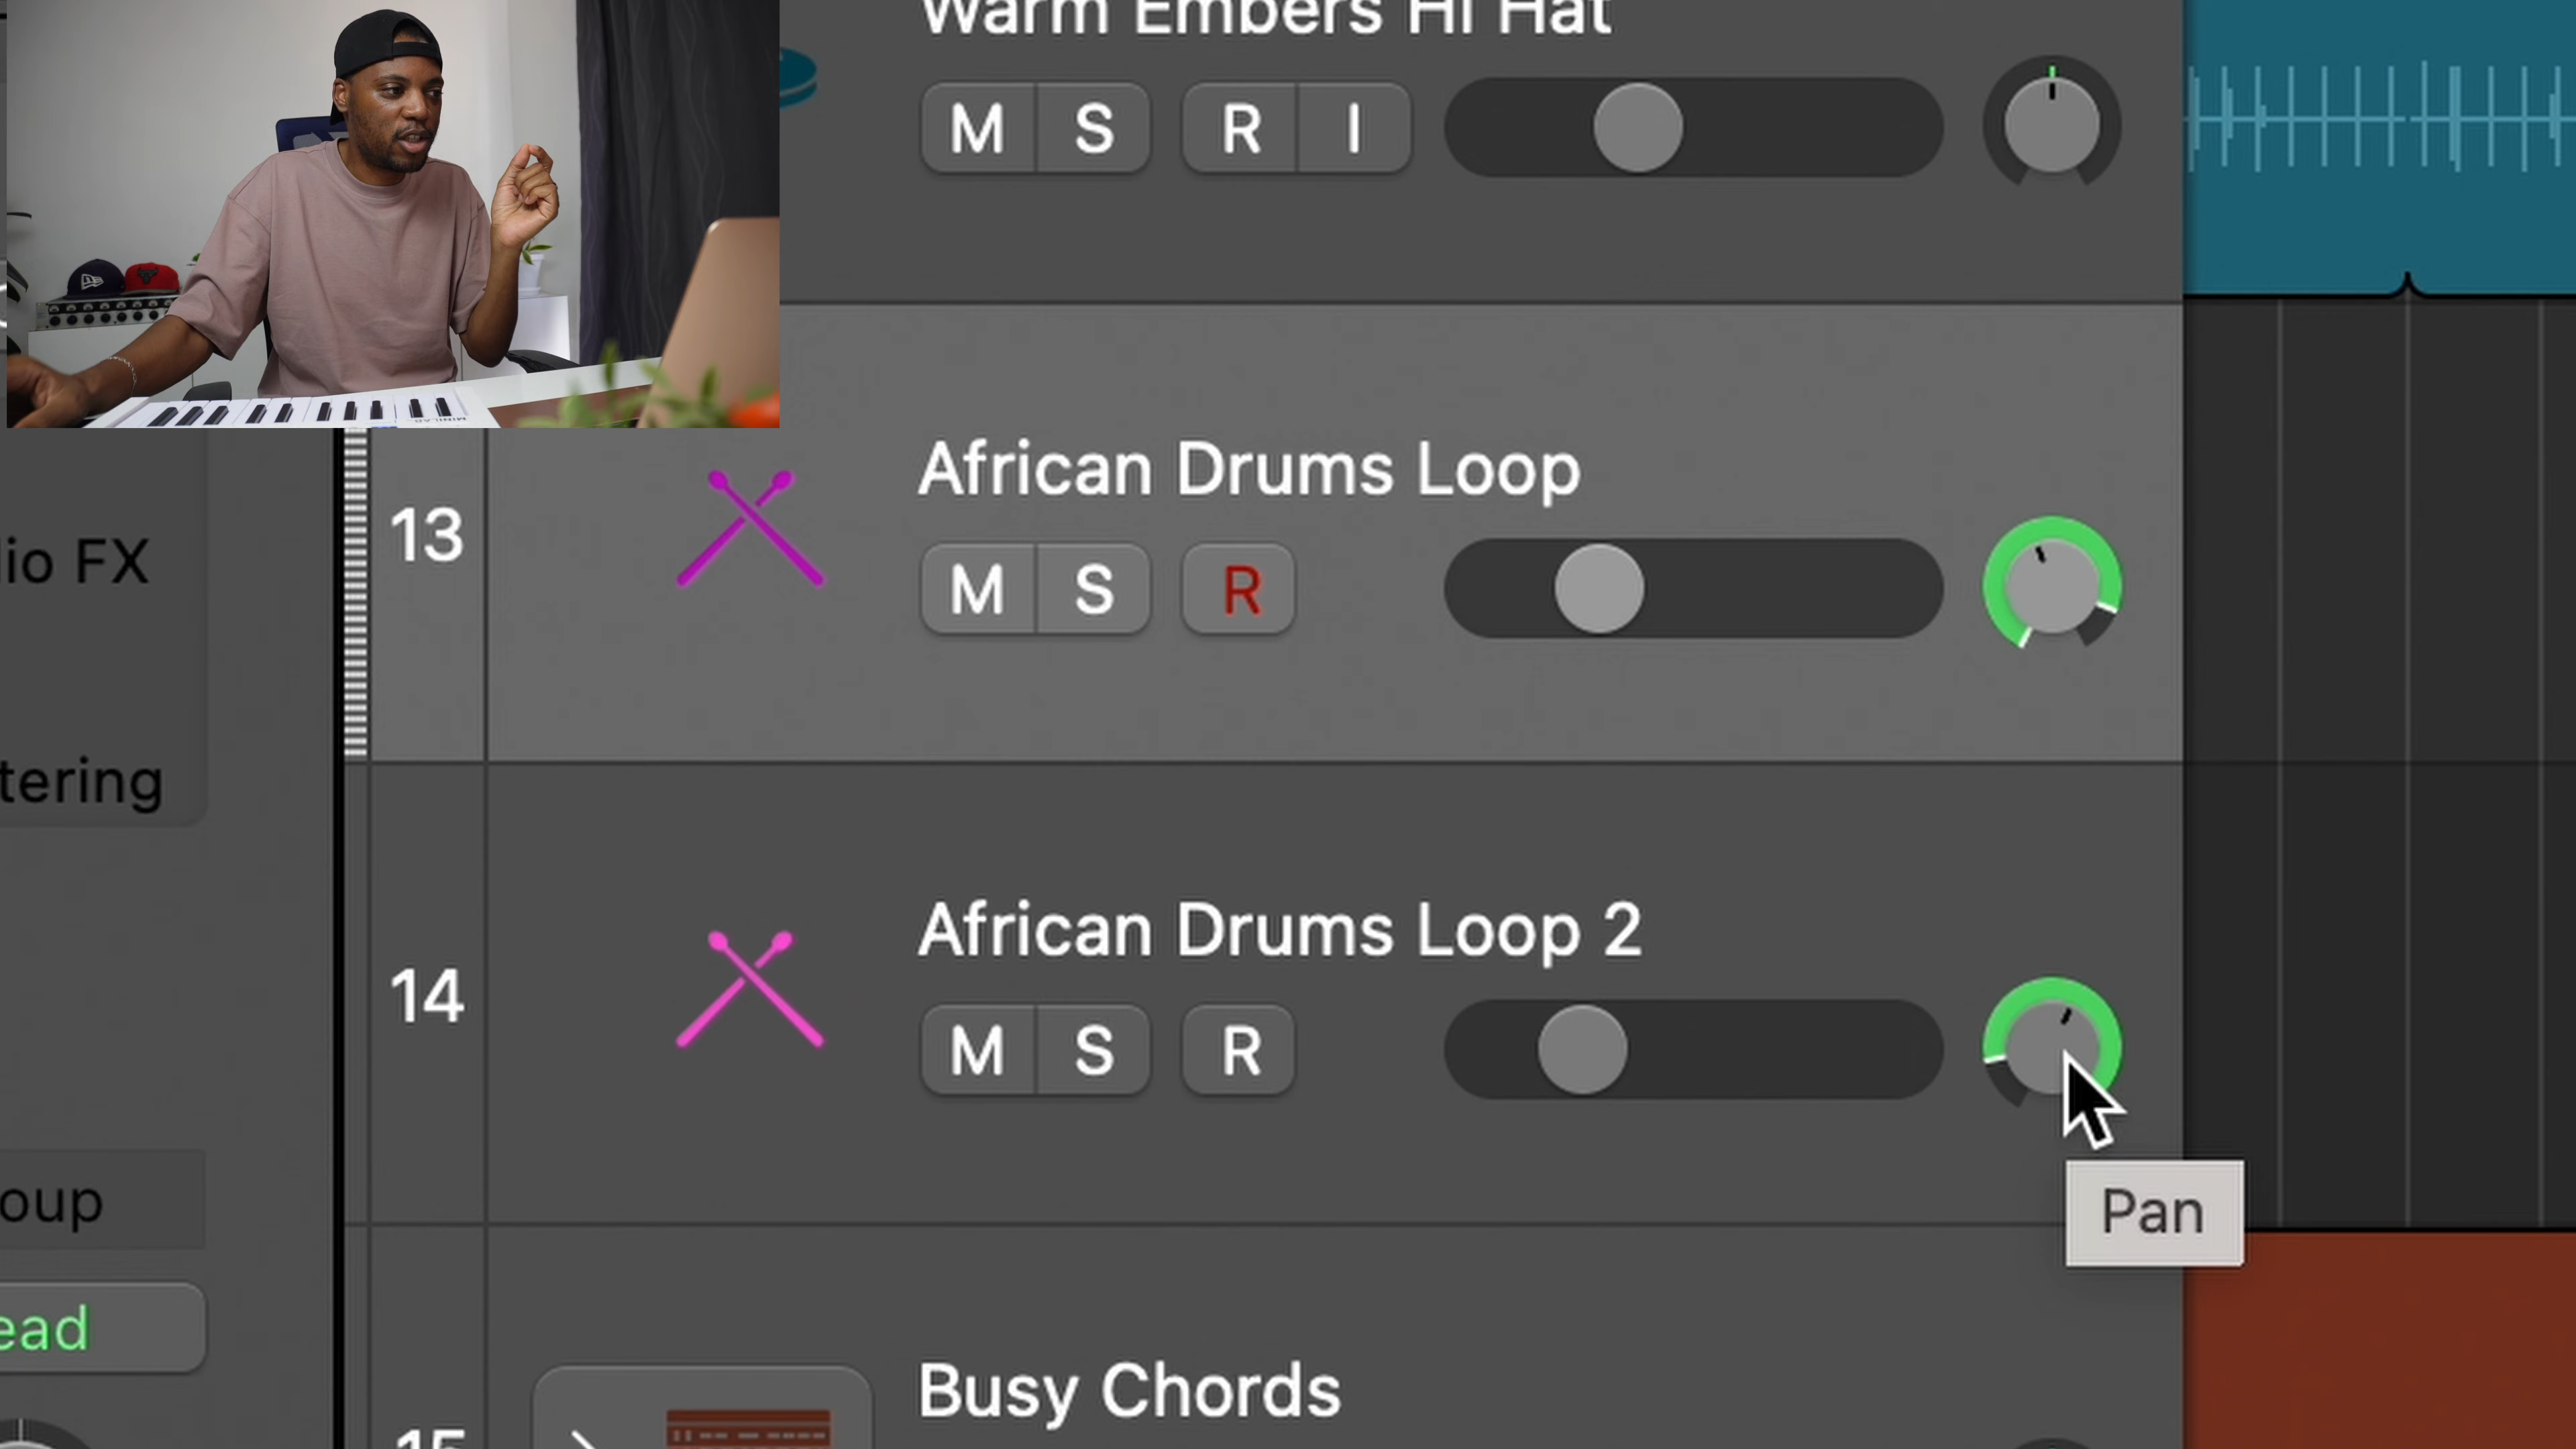 Warm Embers Hi Hat
M S R I
African Drums Loop
13
M S R
io FX
tering
African Drums Loop 2
14
M S R
Pan
oup
ead
Busy Chords
15